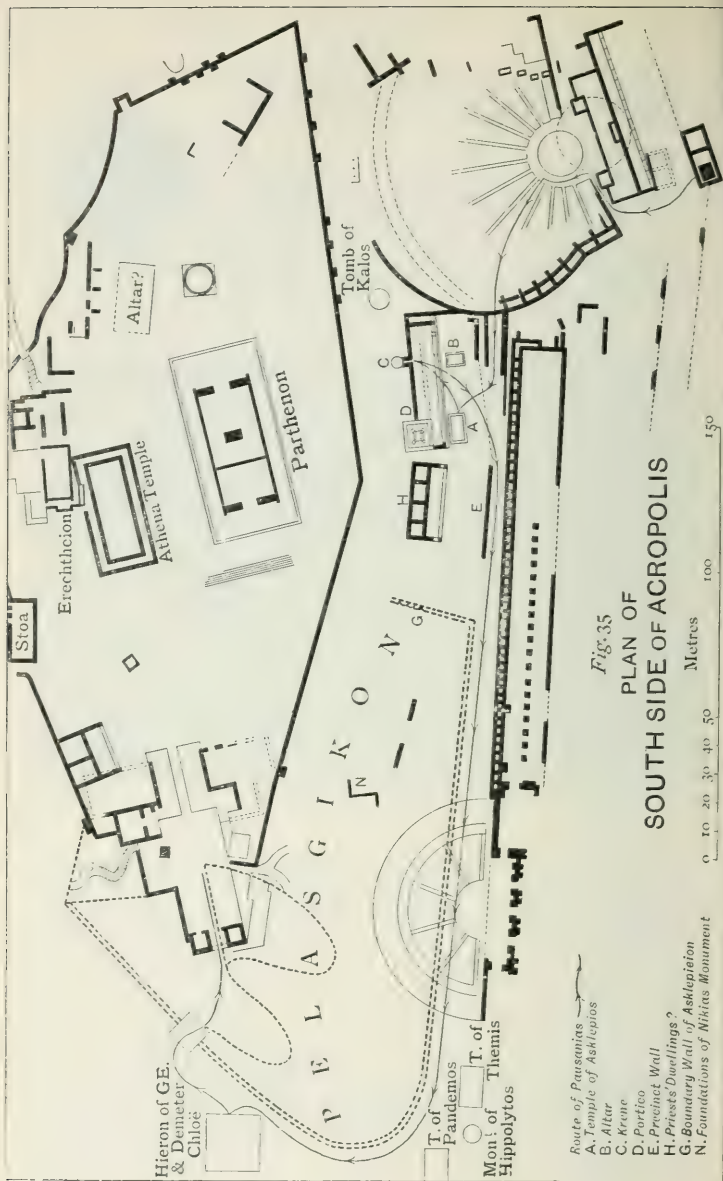 Fig. 35
PLAN OF
SOUTH SIDE OF ACROPOLIS
Metres
0 10 20 30 40 50 100 150
Route of Pausanias
A. Temple of Asklepios
B. Altar
C. Krene
D. Portico
E. Precinct Wall
H. Priests' Dwellings?
G. Boundary Wall of Asklepieion
N. Foundations of Nikias Monument
Stoa
Erechtheion
Athena Temple
Parthenon
Altar?
Tomb of
Kalos
C
D
B
A
H
E
G
N
PELASGIKON
Hieron of GE.
& Demeter
Chloë
T. of
Pandemos
T. of
Themis
Mont. of
Hippolytos